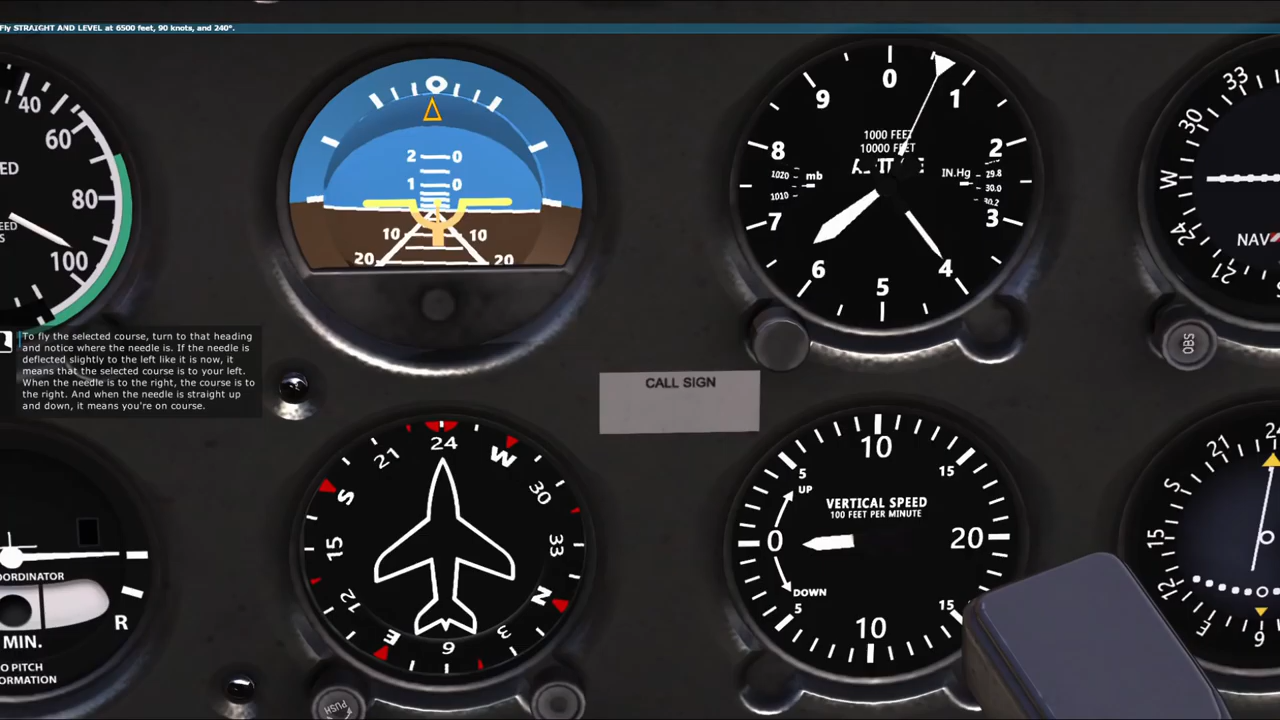 Fly STRAIGHT AND LEVEL at 6500 feet, 90 knots, and 240°.
40
60
80
100
2 0
1 0
10 10
20 20
0
1
2
3
4
5
6
7
8
9
1000 FEET
10000 FEET
1020
1010
mb
IN.Hg
29.8
30.0
30.2
33
30
W
24
21
NAV
OBS
To fly the selected course, turn to that heading
and notice where the needle is. If the needle is
deflected slightly to the left like it is now, it
means that the selected course is to your left.
When the needle is to the right, the course is to
the right. And when the needle is straight up
and down, it means you're on course.
CALL SIGN
R
MIN.
24
W
30
33
N
3
6
E
12
15
S
21
PUSH
10
5
UP
15
VERTICAL SPEED
100 FEET PER MINUTE
0
20
DOWN
5
15
10
24
21
S
15
12
E
6